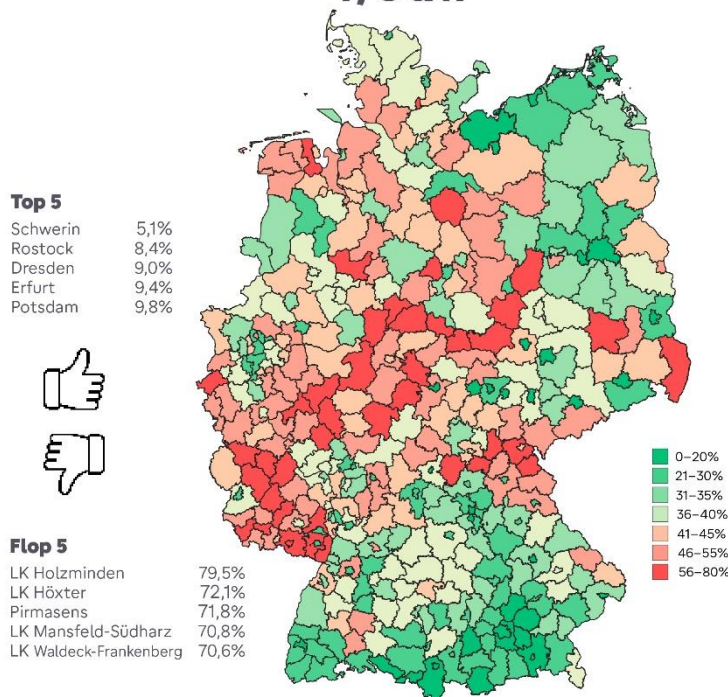 Top 5
Schwerin 5,1%
Rostock 8,4%
Dresden 9,0%
Erfurt 9,4%
Potsdam 9,8%
Flop 5
LK Holzminden 79,5%
LK Höxter 72,1%
Pirmasens 71,8%
LK Mansfeld-Südharz 70,8%
LK Waldeck-Frankenberg 70,6%
0–20%
21–30%
31–35%
36–40%
41–45%
46–55%
56–80%